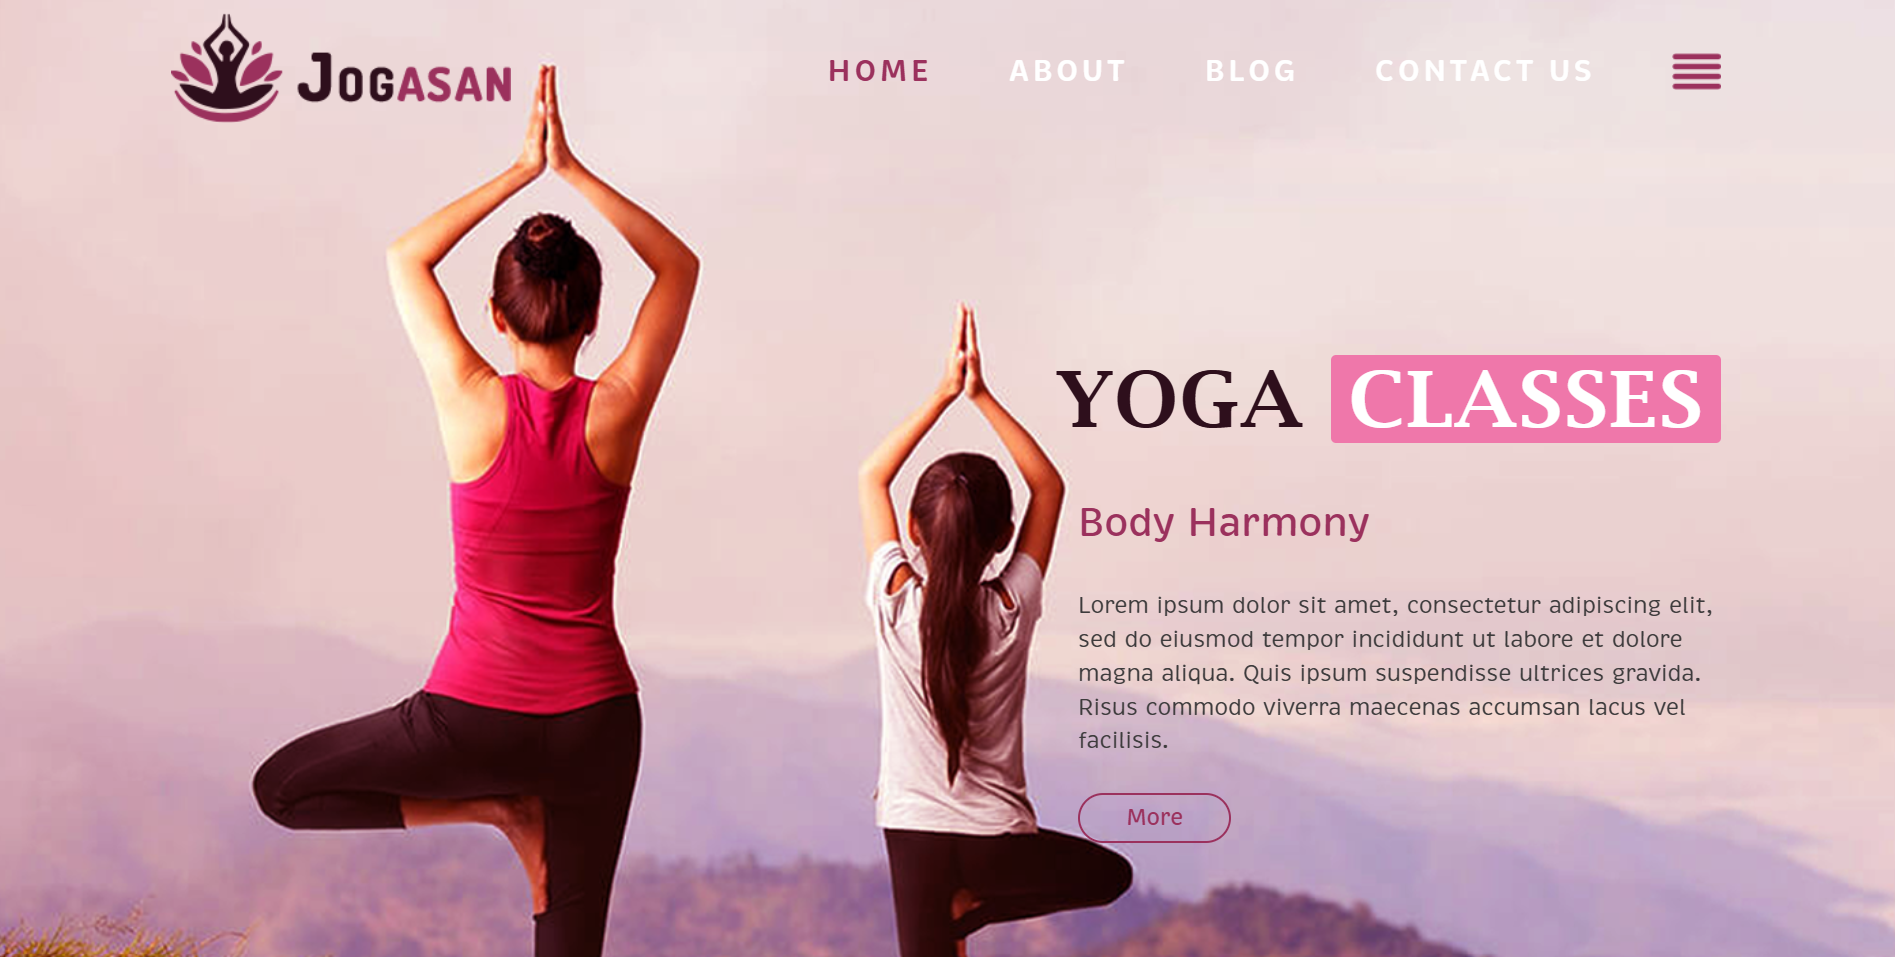 JOGASAN
HOME ABOUT BLOG CONTACT US
YOGA CLASSES
Body Harmony
Lorem ipsum dolor sit amet, consectetur adipiscing elit,
sed do eiusmod tempor incididunt ut labore et dolore
magna aliqua. Quis ipsum suspendisse ultrices gravida.
Risus commodo viverra maecenas accumsan lacus vel
facilisis.
More